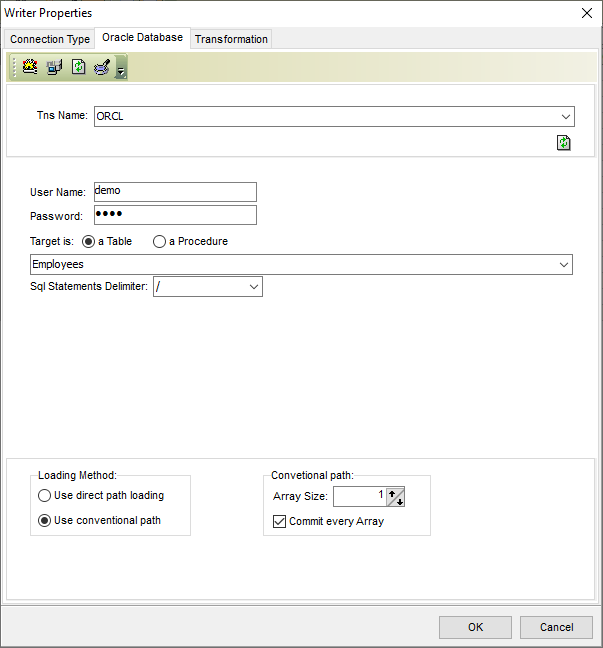 Writer Properties
Connection Type Oracle Database Transformation
Tns Name: ORCL
User Name: demo
Password: ••••
Target is: a Table a Procedure
Employees
Sql Statements Delimiter: /
Loading Method: Convetional path:
Use direct path loading Array Size: 1
Use conventional path Commit every Array
OK Cancel